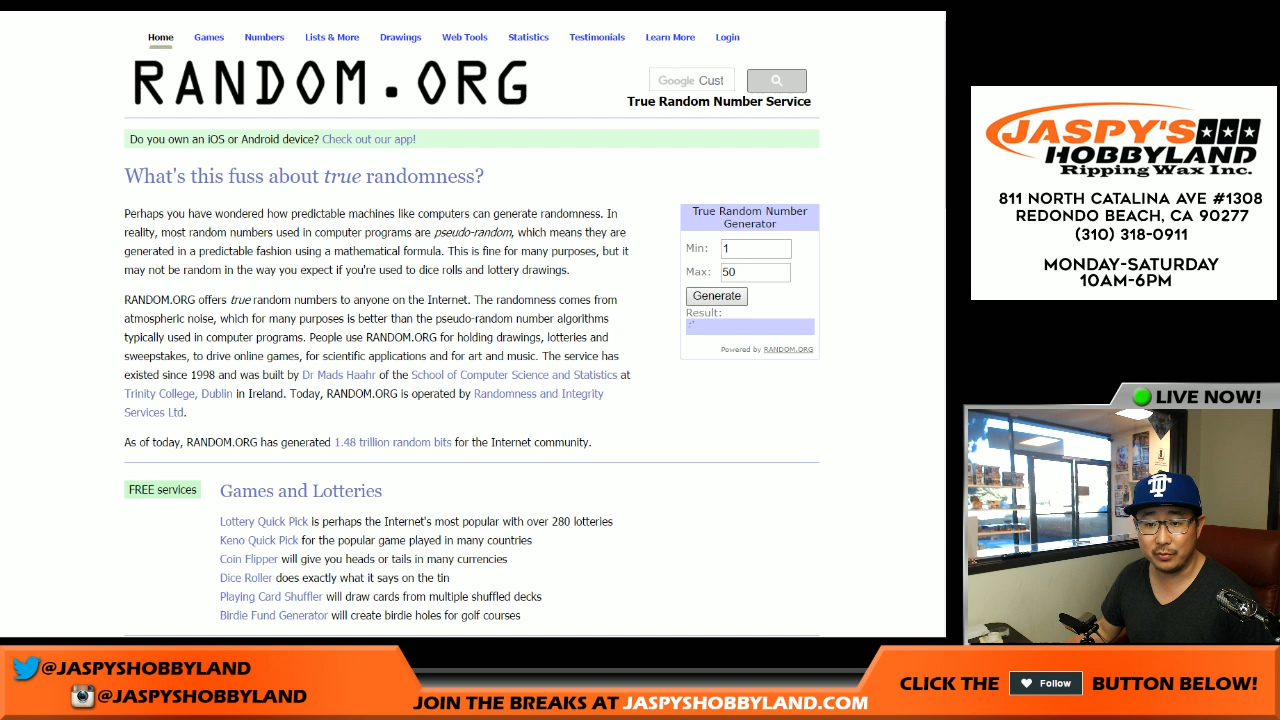 Home Games Numbers Lists & More Drawings Web Tools Statistics Testimonials Learn More Login
RANDOM.ORG
Google Cust
True Random Number Service
Do you own an iOS or Android device? Check out our app!
What's this fuss about true randomness?
Perhaps you have wondered how predictable machines like computers can generate randomness. In
reality, most random numbers used in computer programs are pseudo-random, which means they are
generated in a predictable fashion using a mathematical formula. This is fine for many purposes, but it
may not be random in the way you expect if you're used to dice rolls and lottery drawings.
RANDOM.ORG offers true random numbers to anyone on the Internet. The randomness comes from
atmospheric noise, which for many purposes is better than the pseudo-random number algorithms
typically used in computer programs. People use RANDOM.ORG for holding drawings, lotteries and
sweepstakes, to drive online games, for scientific applications and for art and music. The service has
existed since 1998 and was built by Dr Mads Haahr of the School of Computer Science and Statistics at
Trinity College, Dublin in Ireland. Today, RANDOM.ORG is operated by Randomness and Integrity
Services Ltd.
As of today, RANDOM.ORG has generated 1.48 trillion random bits for the Internet community.
True Random Number
Generator
Min: 1
Max: 50
Generate
Result:
Powered by RANDOM.ORG
FREE services
Games and Lotteries
Lottery Quick Pick is perhaps the Internet's most popular with over 280 lotteries
Keno Quick Pick for the popular game played in many countries
Coin Flipper will give you heads or tails in many currencies
Dice Roller does exactly what it says on the tin
Playing Card Shuffler will draw cards from multiple shuffled decks
Birdie Fund Generator will create birdie holes for golf courses
JASPY'S
HOBBYLAND
Ripping Wax Inc.
811 NORTH CATALINA AVE #1308
REDONDO BEACH, CA 90277
(310) 318-0911
MONDAY-SATURDAY
10AM-6PM
LIVE NOW!
@JASPYSHOBBYLAND
@JASPYSHOBBYLAND
JOIN THE BREAKS AT JASPYSHOBBYLAND.COM
CLICK THE Follow BUTTON BELOW!